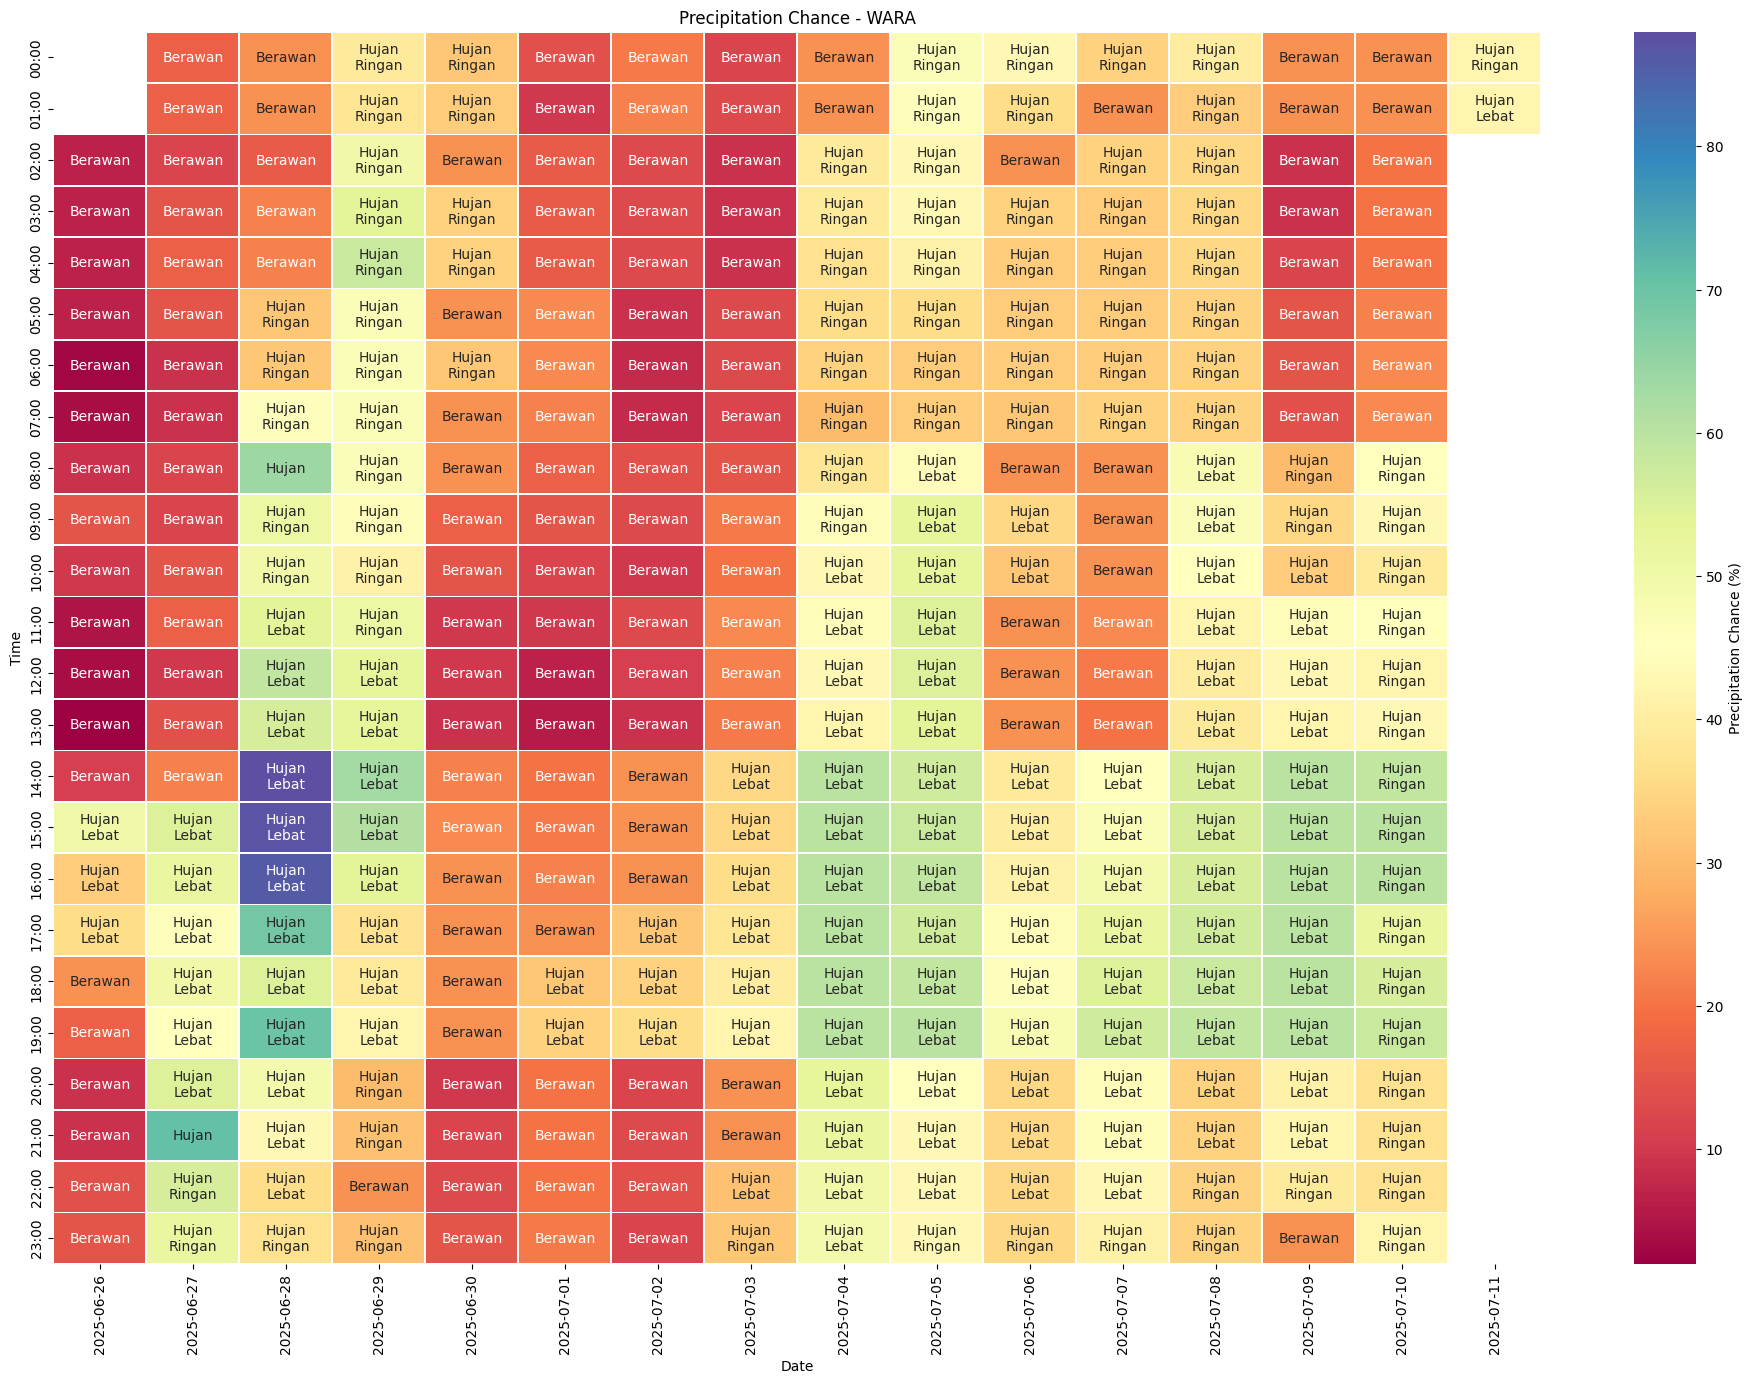 Precipitation Chance - WARA
00:00 Berawan Berawan Hujan Ringan Hujan Ringan Berawan Berawan Berawan Berawan Hujan Ringan Hujan Ringan Hujan Ringan Hujan Ringan Berawan Berawan Hujan Ringan
01:00 Berawan Berawan Hujan Ringan Hujan Ringan Berawan Berawan Berawan Berawan Hujan Ringan Hujan Ringan Berawan Hujan Ringan Berawan Berawan Hujan Lebat
02:00 Berawan Berawan Berawan Hujan Ringan Berawan Berawan Berawan Berawan Hujan Ringan Hujan Ringan Berawan Hujan Ringan Hujan Ringan Berawan Berawan
03:00 Berawan Berawan Berawan Hujan Ringan Hujan Ringan Berawan Berawan Berawan Hujan Ringan Hujan Ringan Hujan Ringan Hujan Ringan Hujan Ringan Berawan Berawan
04:00 Berawan Berawan Berawan Hujan Ringan Hujan Ringan Berawan Berawan Berawan Hujan Ringan Hujan Ringan Hujan Ringan Hujan Ringan Hujan Ringan Berawan Berawan
05:00 Berawan Berawan Hujan Ringan Hujan Ringan Berawan Berawan Berawan Berawan Hujan Ringan Hujan Ringan Hujan Ringan Hujan Ringan Hujan Ringan Berawan Berawan
06:00 Berawan Berawan Hujan Ringan Hujan Ringan Hujan Ringan Berawan Berawan Berawan Hujan Ringan Hujan Ringan Hujan Ringan Hujan Ringan Hujan Ringan Berawan Berawan
07:00 Berawan Berawan Hujan Ringan Hujan Ringan Berawan Berawan Berawan Berawan Hujan Ringan Hujan Ringan Hujan Ringan Hujan Ringan Hujan Ringan Berawan Berawan
08:00 Berawan Berawan Hujan Hujan Ringan Berawan Berawan Berawan Berawan Hujan Ringan Hujan Lebat Berawan Berawan Hujan Lebat Hujan Ringan Hujan Ringan
09:00 Berawan Berawan Hujan Ringan Hujan Ringan Berawan Berawan Berawan Berawan Hujan Ringan Hujan Lebat Hujan Lebat Berawan Hujan Lebat Hujan Ringan Hujan Ringan
10:00 Berawan Berawan Hujan Ringan Hujan Ringan Berawan Berawan Berawan Berawan Hujan Lebat Hujan Lebat Hujan Lebat Berawan Hujan Lebat Hujan Lebat Hujan Ringan
11:00 Berawan Berawan Hujan Lebat Hujan Ringan Berawan Berawan Berawan Berawan Hujan Lebat Hujan Lebat Berawan Berawan Hujan Lebat Hujan Lebat Hujan Ringan
12:00 Berawan Berawan Hujan Lebat Hujan Lebat Berawan Berawan Berawan Berawan Hujan Lebat Hujan Lebat Berawan Berawan Hujan Lebat Hujan Lebat Hujan Ringan
13:00 Berawan Berawan Hujan Lebat Hujan Lebat Berawan Berawan Berawan Berawan Hujan Lebat Hujan Lebat Berawan Berawan Hujan Lebat Hujan Lebat Hujan Ringan
14:00 Berawan Berawan Hujan Lebat Hujan Lebat Berawan Berawan Berawan Hujan Lebat Hujan Lebat Hujan Lebat Hujan Lebat Hujan Lebat Hujan Lebat Hujan Lebat Hujan Ringan
15:00 Hujan Lebat Hujan Lebat Hujan Lebat Hujan Lebat Berawan Berawan Berawan Hujan Lebat Hujan Lebat Hujan Lebat Hujan Lebat Hujan Lebat Hujan Lebat Hujan Lebat Hujan Ringan
16:00 Hujan Lebat Hujan Lebat Hujan Lebat Hujan Lebat Berawan Berawan Berawan Hujan Lebat Hujan Lebat Hujan Lebat Hujan Lebat Hujan Lebat Hujan Lebat Hujan Lebat Hujan Ringan
17:00 Hujan Lebat Hujan Lebat Hujan Lebat Hujan Lebat Berawan Berawan Hujan Lebat Hujan Lebat Hujan Lebat Hujan Lebat Hujan Lebat Hujan Lebat Hujan Lebat Hujan Lebat Hujan Ringan
18:00 Berawan Hujan Lebat Hujan Lebat Hujan Lebat Berawan Hujan Lebat Hujan Lebat Hujan Lebat Hujan Lebat Hujan Lebat Hujan Lebat Hujan Lebat Hujan Lebat Hujan Lebat Hujan Ringan
19:00 Berawan Hujan Lebat Hujan Lebat Hujan Lebat Berawan Hujan Lebat Hujan Lebat Hujan Lebat Hujan Lebat Hujan Lebat Hujan Lebat Hujan Lebat Hujan Lebat Hujan Lebat Hujan Ringan
20:00 Berawan Hujan Lebat Hujan Lebat Hujan Ringan Berawan Berawan Berawan Berawan Hujan Lebat Hujan Lebat Hujan Lebat Hujan Lebat Hujan Lebat Hujan Lebat Hujan Ringan
21:00 Berawan Hujan Hujan Lebat Hujan Ringan Berawan Berawan Berawan Berawan Hujan Lebat Hujan Lebat Hujan Lebat Hujan Lebat Hujan Lebat Hujan Lebat Hujan Ringan
22:00 Berawan Hujan Ringan Hujan Lebat Berawan Berawan Berawan Berawan Hujan Lebat Hujan Lebat Hujan Lebat Hujan Lebat Hujan Lebat Hujan Ringan Hujan Ringan Hujan Ringan
23:00 Berawan Hujan Ringan Hujan Ringan Hujan Ringan Berawan Berawan Berawan Hujan Ringan Hujan Lebat Hujan Ringan Hujan Ringan Hujan Ringan Hujan Ringan Berawan Hujan Ringan
Time
2025-06-26 2025-06-27 2025-06-28 2025-06-29 2025-06-30 2025-07-01 2025-07-02 2025-07-03 2025-07-04 2025-07-05 2025-07-06 2025-07-07 2025-07-08 2025-07-09 2025-07-10 2025-07-11
Date
80
70
60
50
40
30
20
10
Precipitation Chance (%)